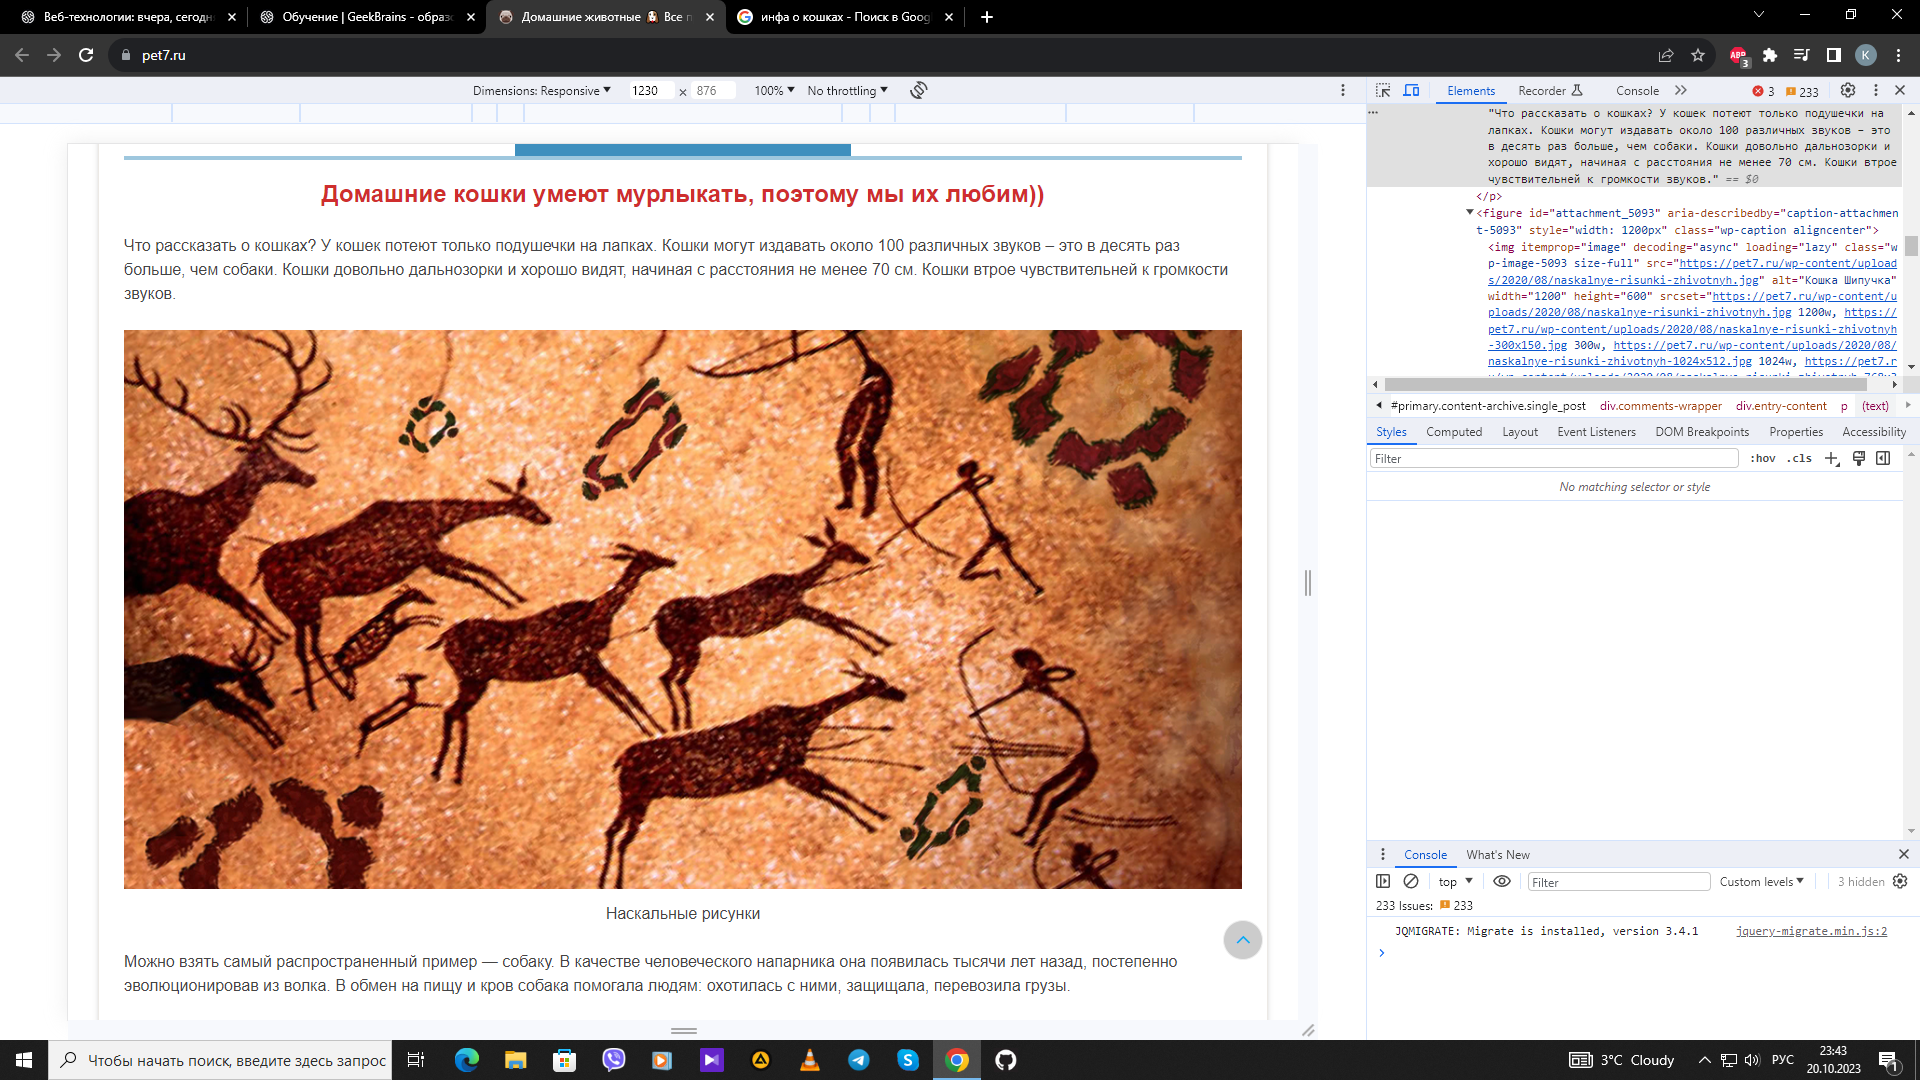 Веб-технологии: вчера, сегодн
Обучение | GeekBrains - образо
Домашние животные
Все п
инфа о кошках - Поиск в Goog
pet7.ru
ABP
3
K
Dimensions: Responsive
1230 × 876
100%
No throttling
Elements
Recorder
Console
3
233
Домашние кошки умеют мурлыкать, поэтому мы их любим))
Что рассказать о кошках? У кошек потеют только подушечки на лапках. Кошки могут издавать около 100 различных звуков – это в десять раз
больше, чем собаки. Кошки довольно дальнозорки и хорошо видят, начиная с расстояния не менее 70 см. Кошки втрое чувствительней к громкости
звуков.
Наскальные рисунки
Можно взять самый распространенный пример — собаку. В качестве человеческого напарника она появилась тысячи лет назад, постепенно
эволюционировав из волка. В обмен на пищу и кров собака помогала людям: охотилась с ними, защищала, перевозила грузы.
"Что рассказать о кошках? У кошек потеют только подушечки на
лапках. Кошки могут издавать около 100 различных звуков – это
в десять раз больше, чем собаки. Кошки довольно дальнозорки и
хорошо видят, начиная с расстояния не менее 70 см. Кошки втрое
чувствительней к громкости звуков." == $0
</p>
<figure id="attachment_5093" aria-describedby="caption-attachmen
t-5093" style="width: 1200px" class="wp-caption aligncenter">
<img itemprop="image" decoding="async" loading="lazy" class="w
p-image-5093 size-full" src="https://pet7.ru/wp-content/upload
s/2020/08/naskalnye-risunki-zhivotnyh.jpg" alt="Кошка Шипучка"
width="1200" height="600" srcset="https://pet7.ru/wp-content/u
ploads/2020/08/naskalnye-risunki-zhivotnyh.jpg 1200w, https://
pet7.ru/wp-content/uploads/2020/08/naskalnye-risunki-zhivotnyh
-300x150.jpg 300w, https://pet7.ru/wp-content/uploads/2020/08/
naskalnye-risunki-zhivotnyh-1024x512.jpg 1024w, https://pet7.r
#primary.content-archive.single_post
div.comments-wrapper
div.entry-content
p
(text)
Styles
Computed
Layout
Event Listeners
DOM Breakpoints
Properties
Accessibility
Filter
:hov
.cls
No matching selector or style
Console
What's New
top
Filter
Custom levels
3 hidden
233 Issues:
233
JQMIGRATE: Migrate is installed, version 3.4.1
jquery-migrate.min.js:2
Чтобы начать поиск, введите здесь запрос
3°C Cloudy
РУС
23:43
20.10.2023
1